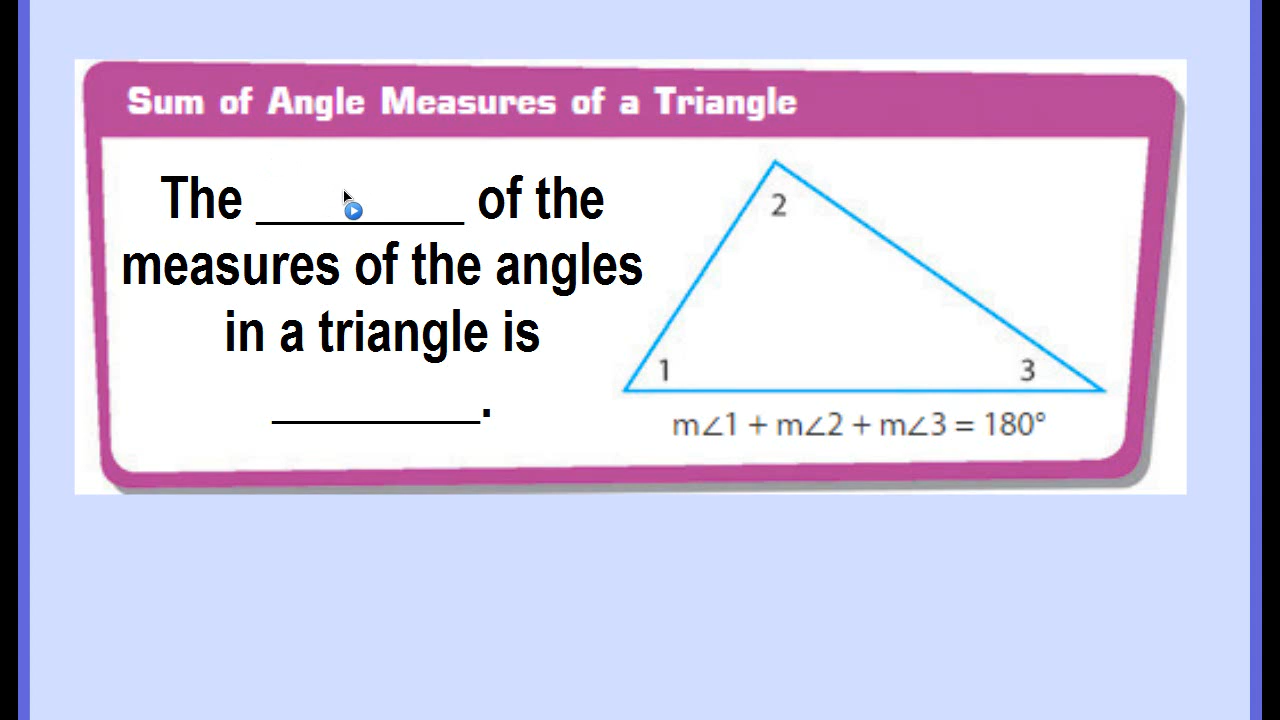 Sum of Angle Measures of a Triangle
The ________ of the
measures of the angles
in a triangle is
________.
2
1
3
m∠1 + m∠2 + m∠3 = 180°